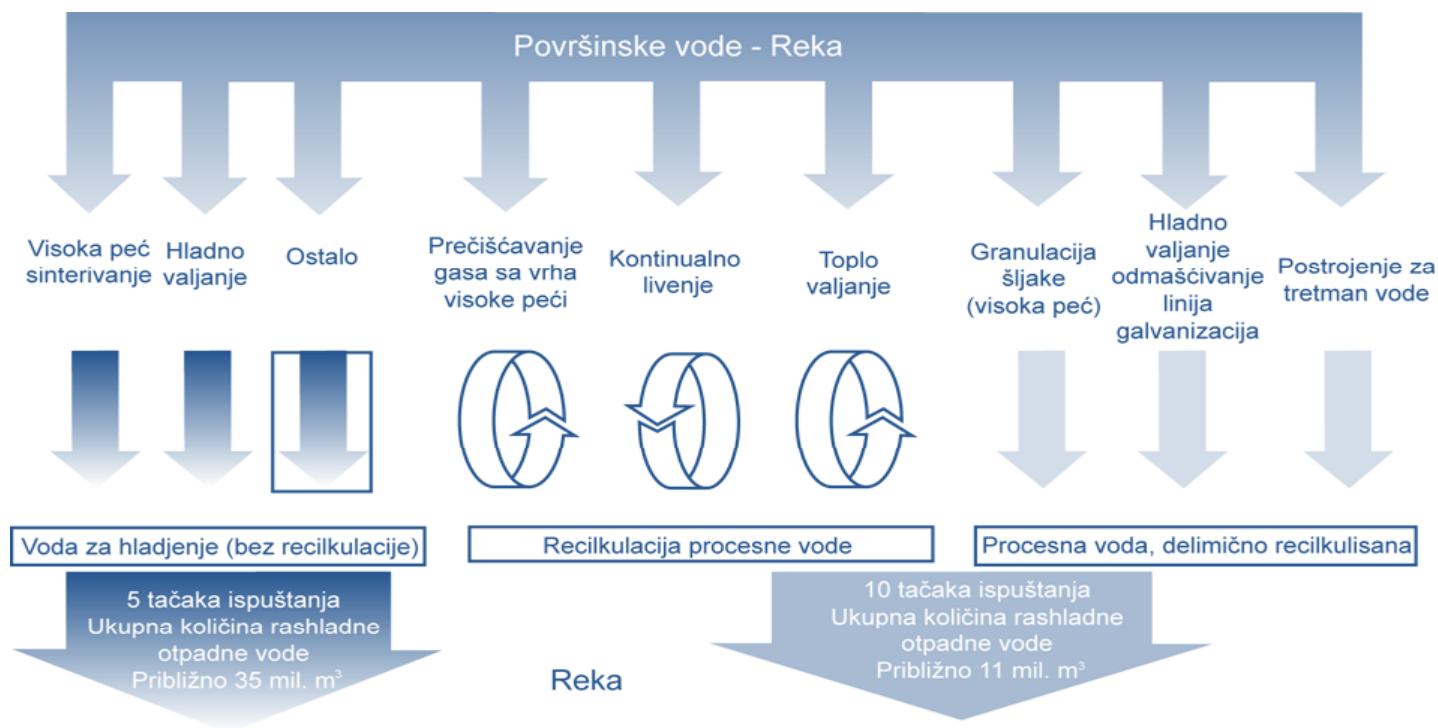 Površinske vode - Reka
Visoka peć
sinterivanje
Hladno
valjanje
Ostalo
Prečišćavanje
gasa sa vrha
visoke peći
Kontinualno
livenje
Toplo
valjanje
Granulacija
šljake
(visoka peć)
Hladno
valjanje
odmašćivanje
linija
galvanizacija
Postrojenje za
tretman vode
Voda za hladjenje (bez recilkulacije)
Recilkulacija procesne vode
Procesna voda, delimično recilkulisana
5 tačaka ispuštanja
Ukupna količina rashladne
otpadne vode
Približno 35 mil. m³
10 tačaka ispuštanja
Ukupna količina rashladne
otpadne vode
Približno 11 mil. m³
Reka